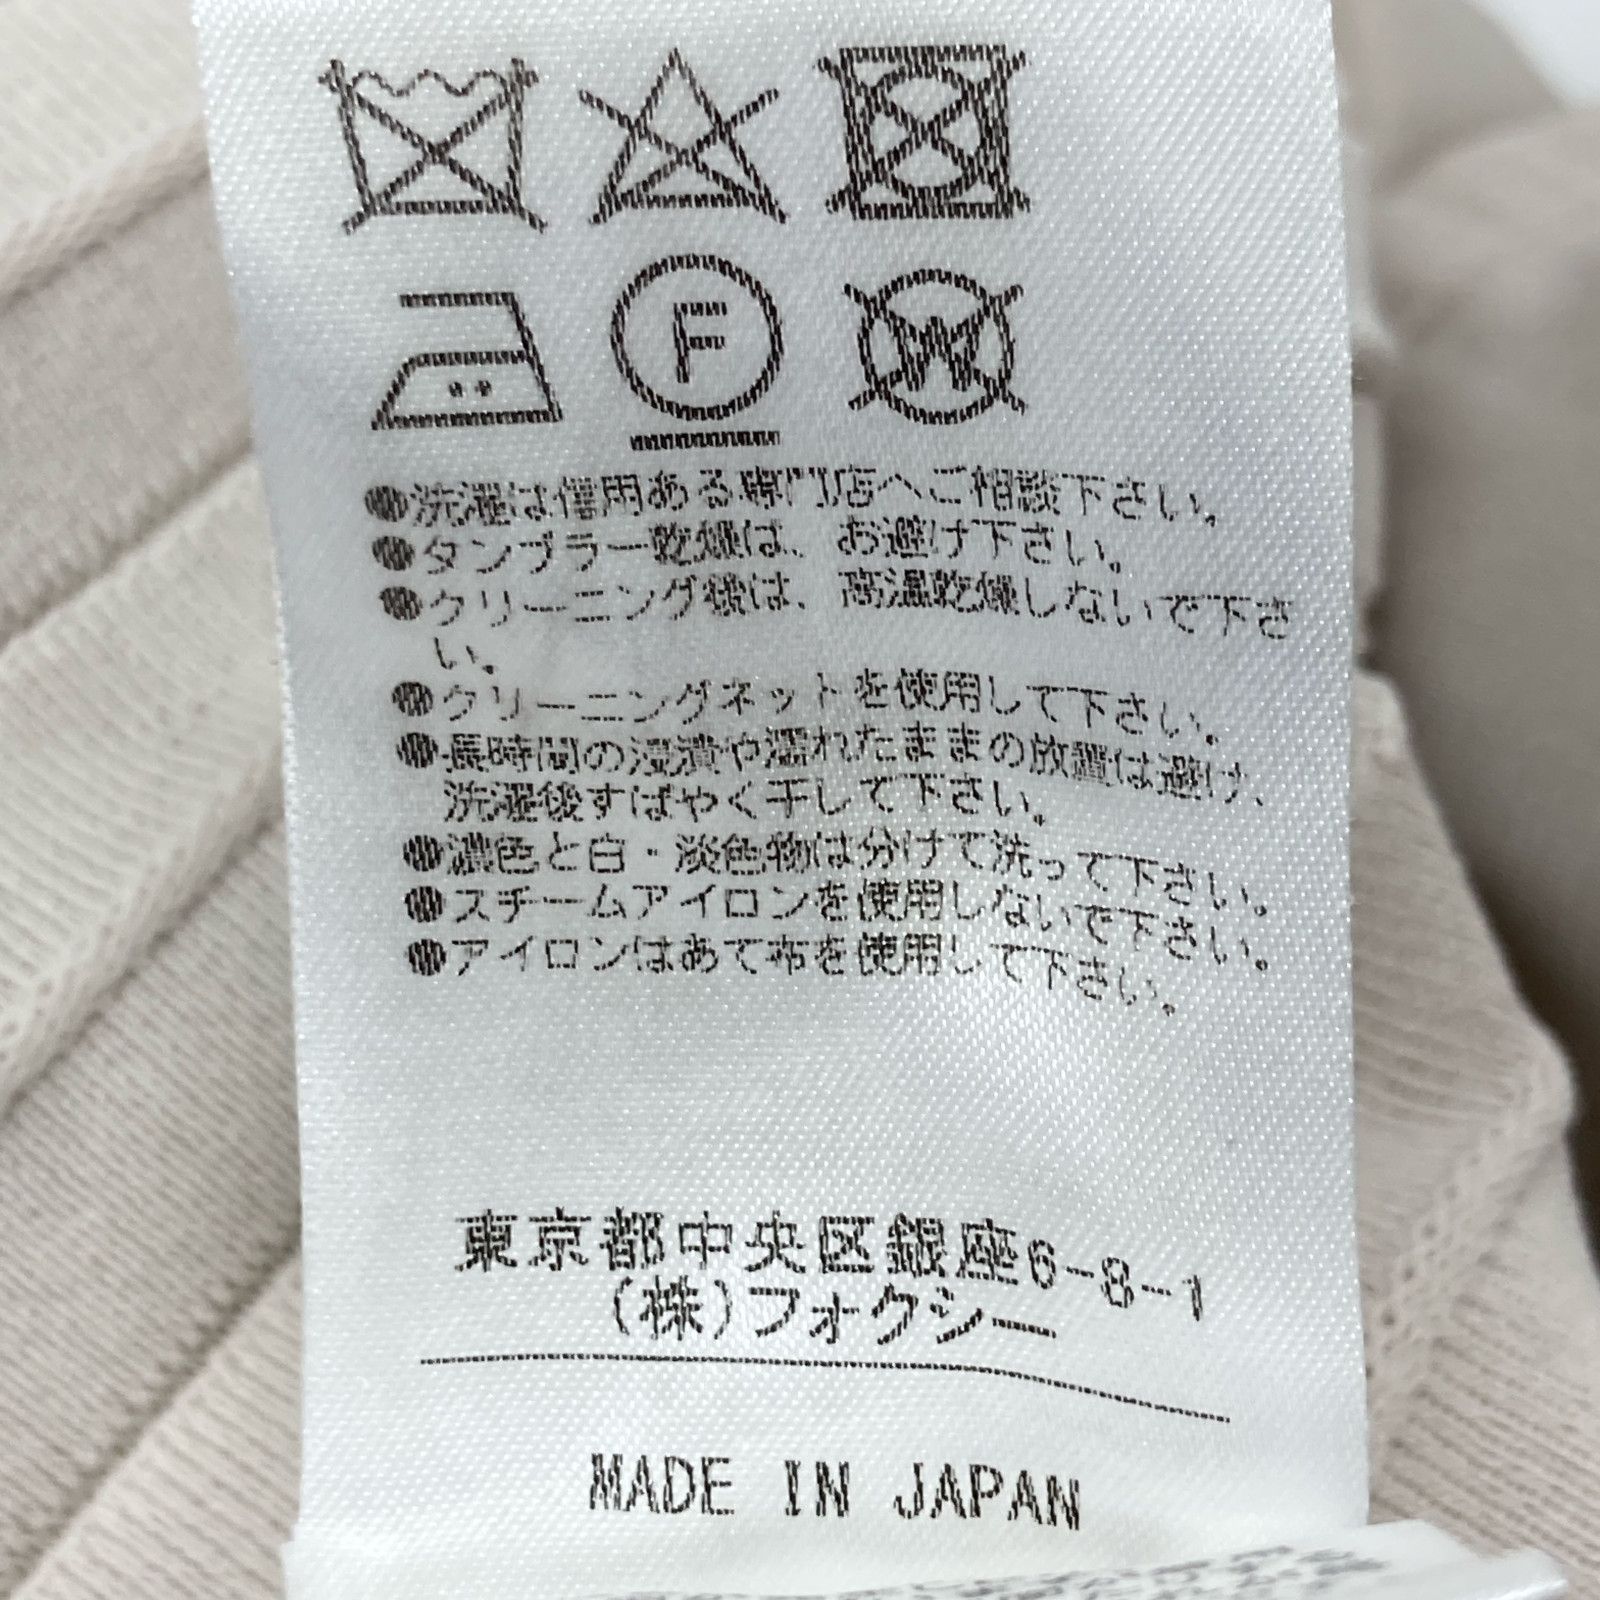 F
W
●洗濯は信用ある専門店へご相談下さい。
●タンブラー乾燥は、お避け下さい。
●クリーニング後は、高温乾燥しないで下さ
い。
●クリーニングネットを使用して下さい。
●長時間の浸漬や濡れたままの放置は避け、
洗濯後すばやく干して下さい。
●濃色と白・淡色物は分けて洗って下さい。
●スチームアイロンを使用しないで下さい。
●アイロンはあて布を使用して下さい。
東京都中央区銀座6-8-1
(株)フォクシー
MADE IN JAPAN